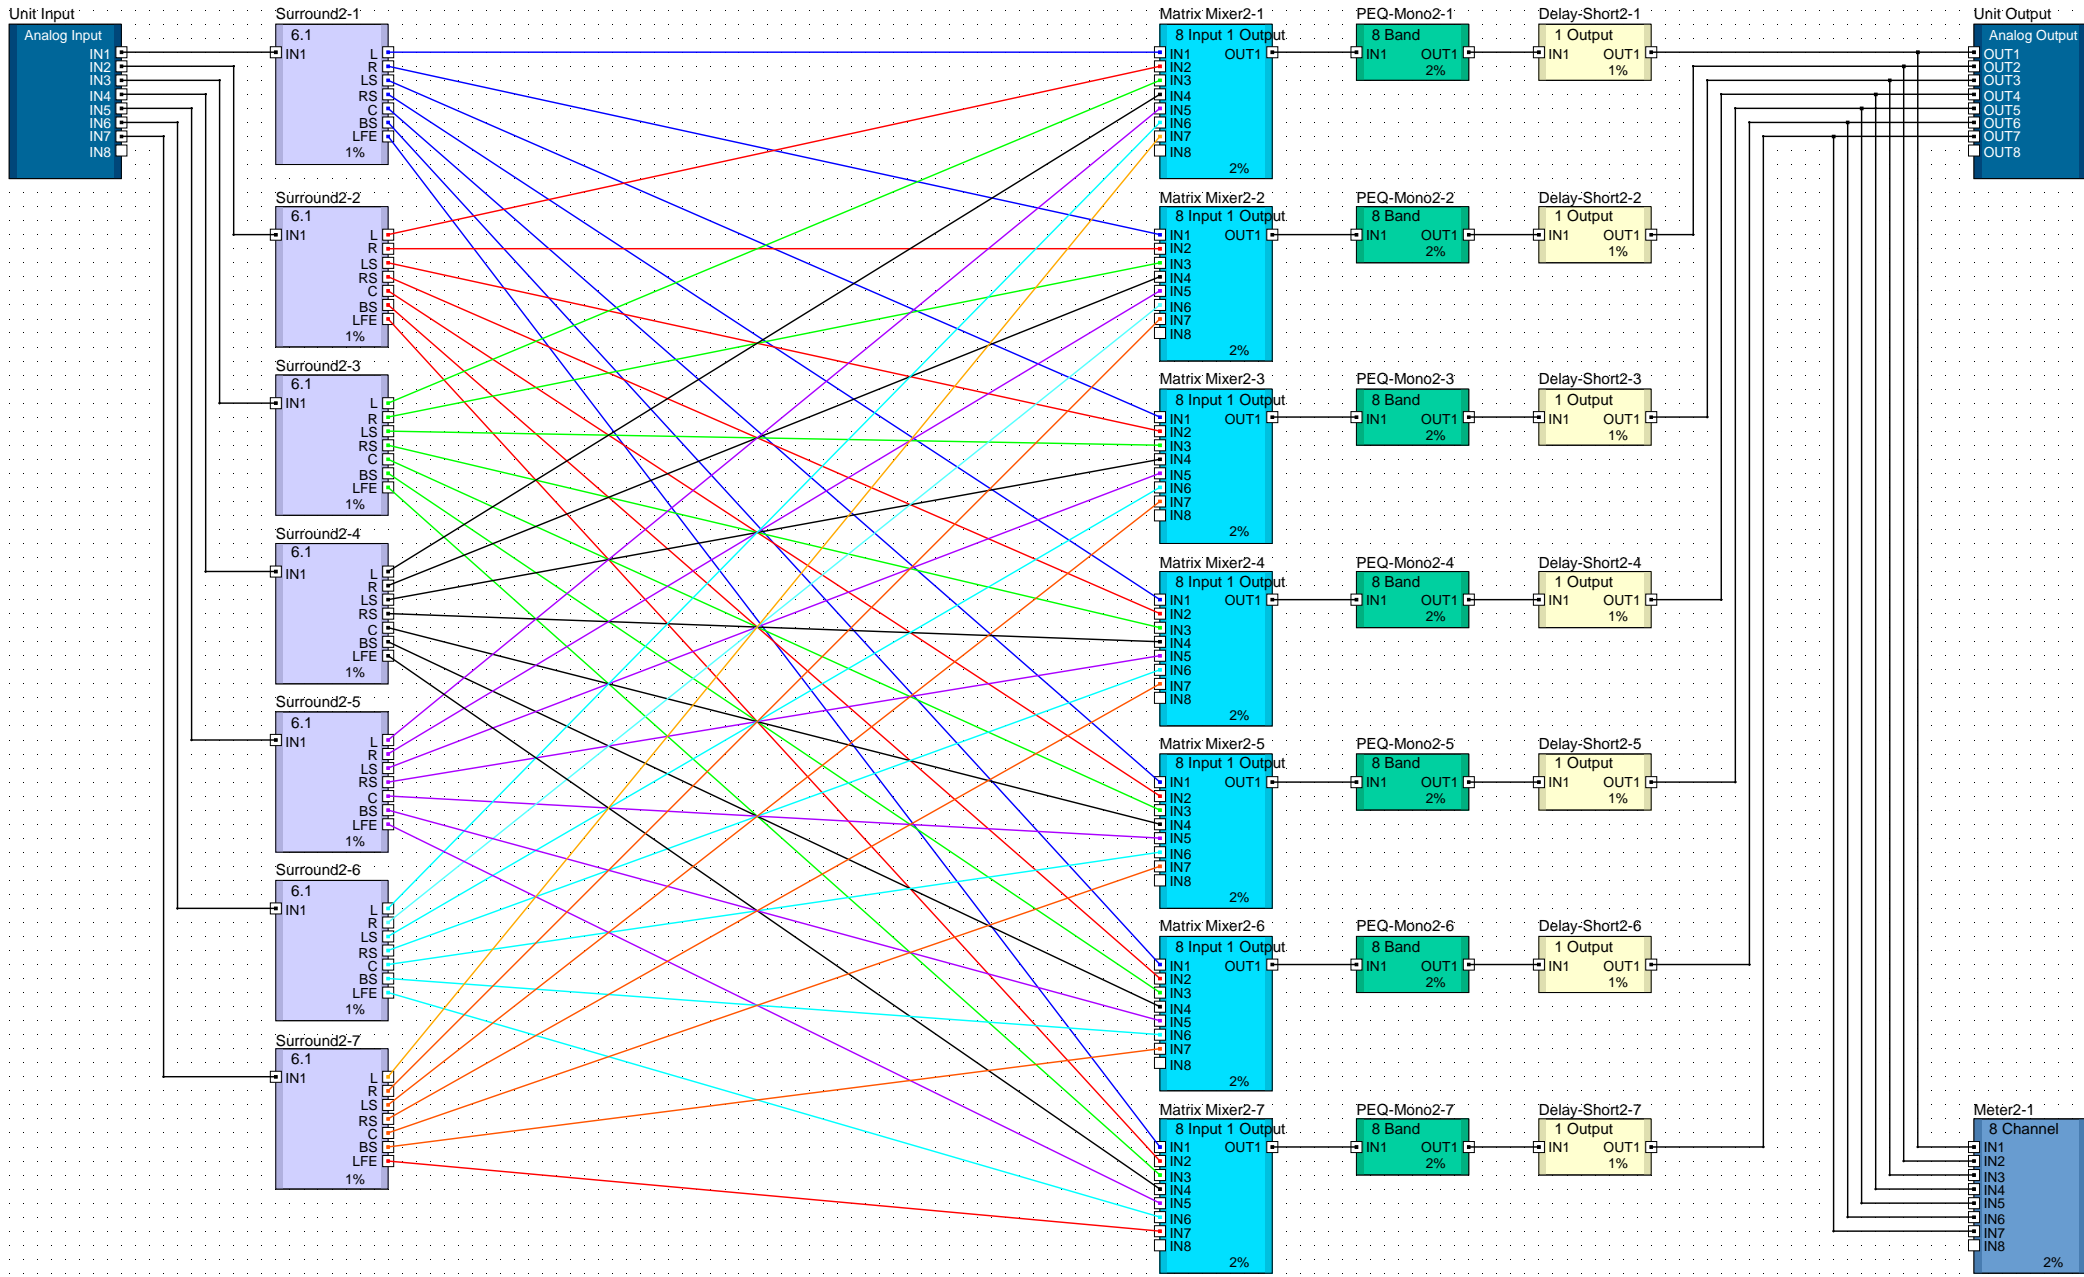 Unit Input
Analog Input
IN1
IN2
IN3
IN4
IN5
IN6
IN7
IN8
Surround2-1
6.1
IN1
L
R
LS
RS
C
BS
LFE
1%
Surround2-2
6.1
IN1
L
R
LS
RS
C
BS
LFE
1%
Surround2-3
6.1
IN1
L
R
LS
RS
C
BS
LFE
1%
Surround2-4
6.1
IN1
L
R
LS
RS
C
BS
LFE
1%
Surround2-5
6.1
IN1
L
R
LS
RS
C
BS
LFE
1%
Surround2-6
6.1
IN1
L
R
LS
RS
C
BS
LFE
1%
Surround2-7
6.1
IN1
L
R
LS
RS
C
BS
LFE
1%
Matrix Mixer2-1
8 Input 1 Output
IN1 OUT1
IN2
IN3
IN4
IN5
IN6
IN7
IN8
2%
Matrix Mixer2-2
8 Input 1 Output
IN1 OUT1
IN2
IN3
IN4
IN5
IN6
IN7
IN8
2%
Matrix Mixer2-3
8 Input 1 Output
IN1 OUT1
IN2
IN3
IN4
IN5
IN6
IN7
IN8
2%
Matrix Mixer2-4
8 Input 1 Output
IN1 OUT1
IN2
IN3
IN4
IN5
IN6
IN7
IN8
2%
Matrix Mixer2-5
8 Input 1 Output
IN1 OUT1
IN2
IN3
IN4
IN5
IN6
IN7
IN8
2%
Matrix Mixer2-6
8 Input 1 Output
IN1 OUT1
IN2
IN3
IN4
IN5
IN6
IN7
IN8
2%
Matrix Mixer2-7
8 Input 1 Output
IN1 OUT1
IN2
IN3
IN4
IN5
IN6
IN7
IN8
2%
PEQ-Mono2-1
8 Band
IN1 OUT1
2%
PEQ-Mono2-2
8 Band
IN1 OUT1
2%
PEQ-Mono2-3
8 Band
IN1 OUT1
2%
PEQ-Mono2-4
8 Band
IN1 OUT1
2%
PEQ-Mono2-5
8 Band
IN1 OUT1
2%
PEQ-Mono2-6
8 Band
IN1 OUT1
2%
PEQ-Mono2-7
8 Band
IN1 OUT1
2%
Delay-Short2-1
1 Output
IN1 OUT1
1%
Delay-Short2-2
1 Output
IN1 OUT1
1%
Delay-Short2-3
1 Output
IN1 OUT1
1%
Delay-Short2-4
1 Output
IN1 OUT1
1%
Delay-Short2-5
1 Output
IN1 OUT1
1%
Delay-Short2-6
1 Output
IN1 OUT1
1%
Delay-Short2-7
1 Output
IN1 OUT1
1%
Unit Output
Analog Output
OUT1
OUT2
OUT3
OUT4
OUT5
OUT6
OUT7
OUT8
Meter2-1
8 Channel
IN1
IN2
IN3
IN4
IN5
IN6
IN7
IN8
2%